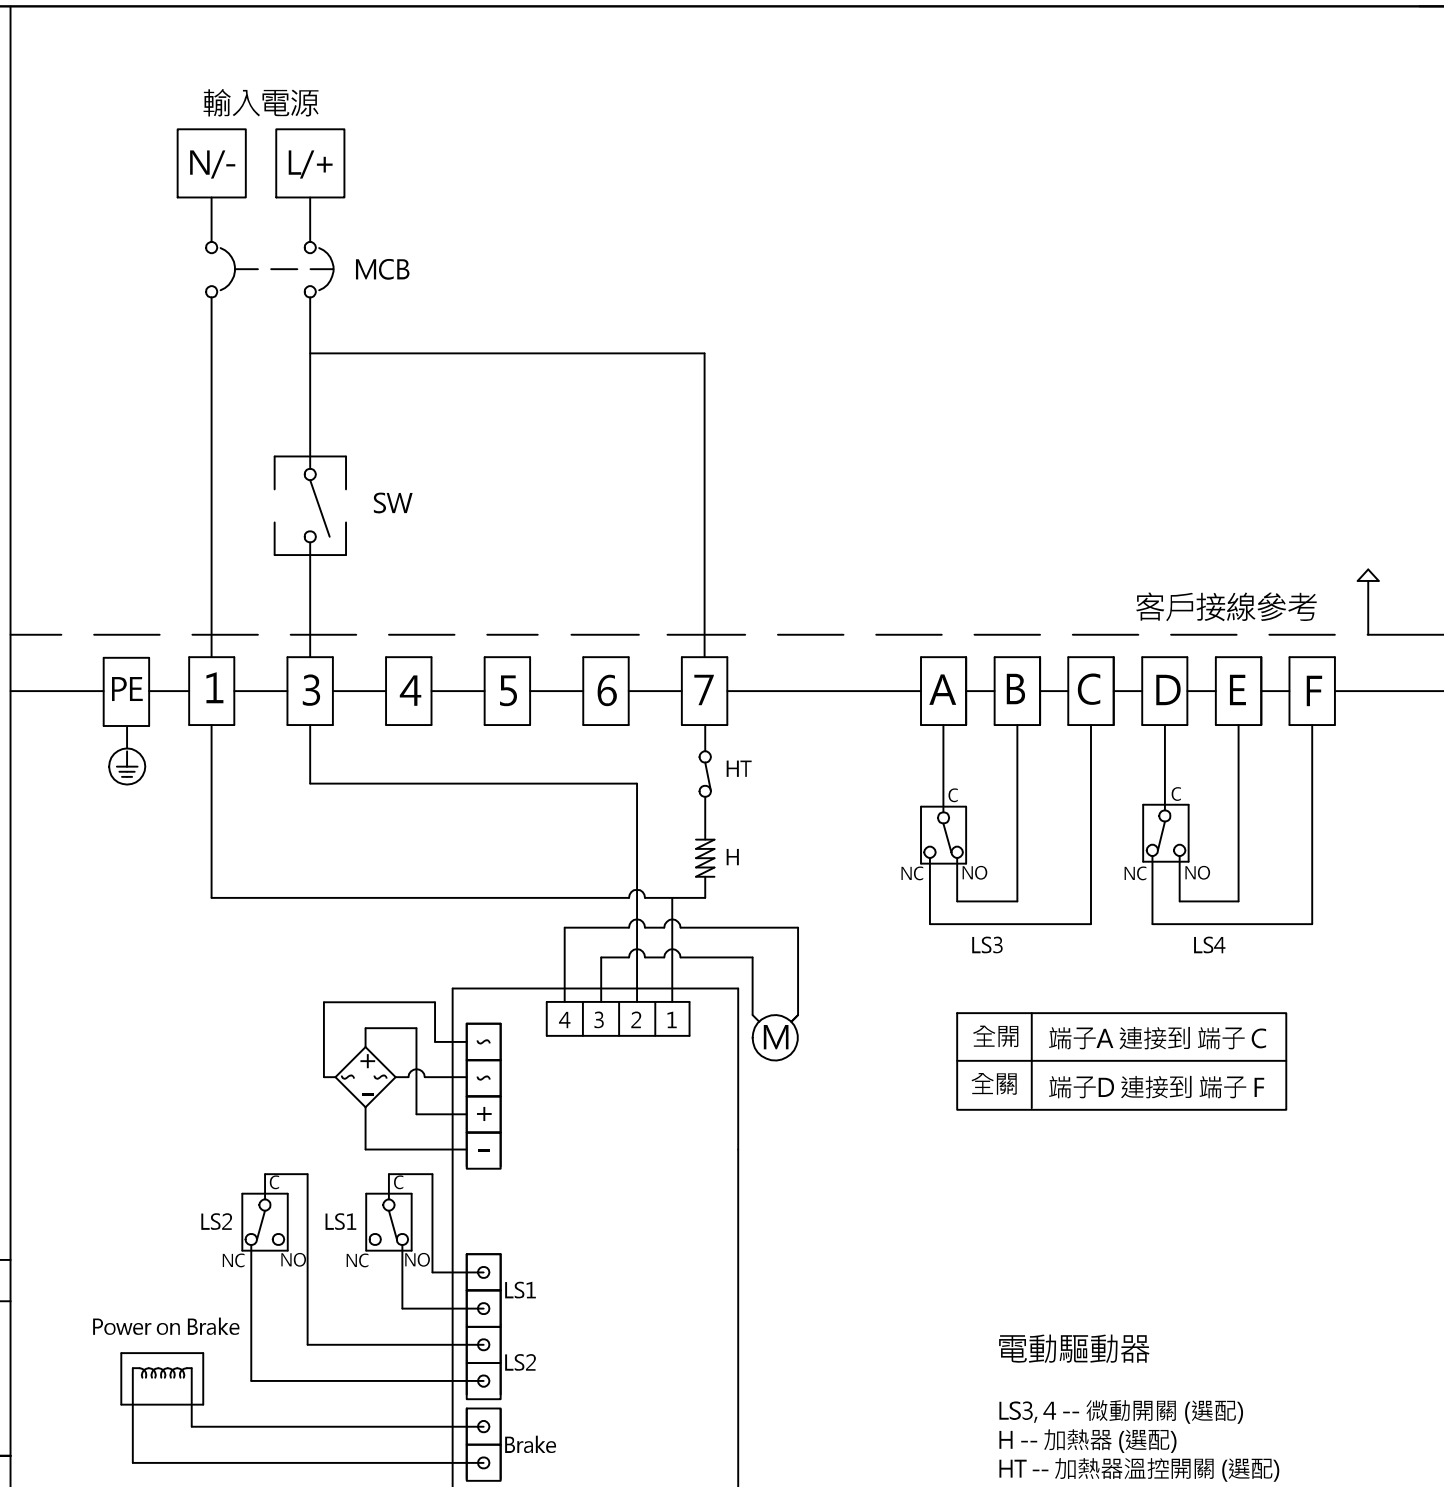 輸入電源
N/- L/+
MCB
SW
客戶接線參考
PE 1 3 4 5 6 7 A B C D E F
HT
C C
H
NC NO NC NO
LS3 LS4
4 3 2 1
M
全開 端子A 連接到 端子 C
全關 端子D 連接到 端子 F
~
+
~ ~ ~
-
+
-
C C
LS2 LS1
NC NO NC NO
LS1
Power on Brake
LS2
Brake
電動驅動器
LS3, 4 -- 微動開關 (選配)
H -- 加熱器 (選配)
HT -- 加熱器溫控開關 (選配)